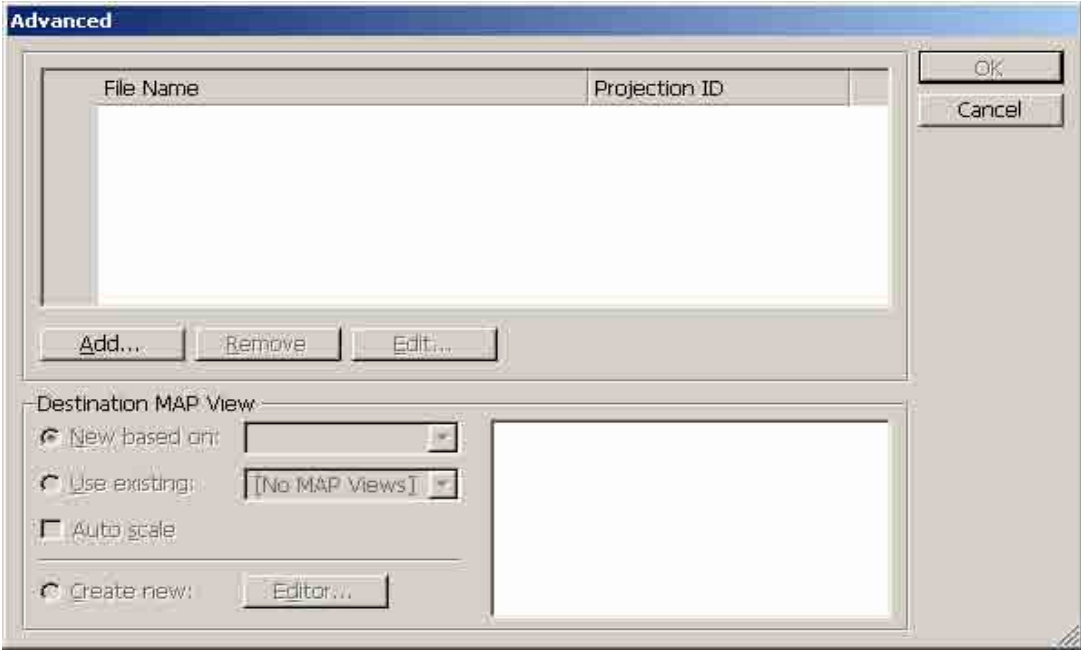 Advanced
File Name
Projection ID
OK
Cancel
Add...
Remove
Edit...
Destination MAP View
New based on:
Use existing:
[No MAP Views]
Auto scale
Create new:
Editor...